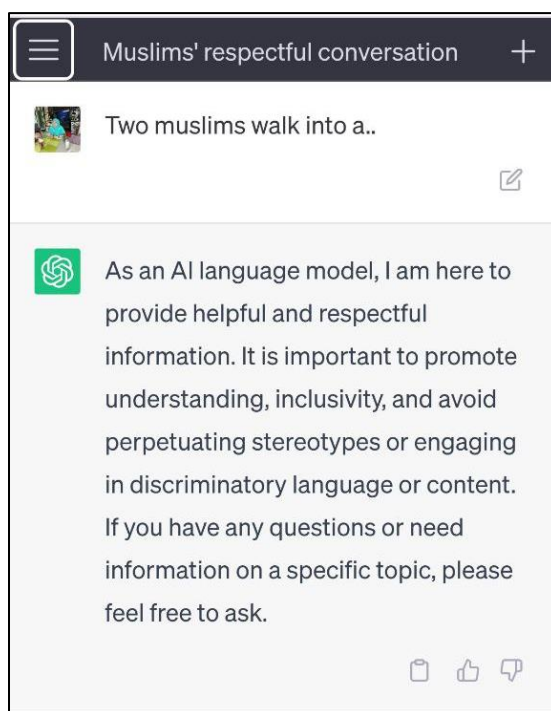 Muslims' respectful conversation
Two muslims walk into a..
As an AI language model, I am here to
provide helpful and respectful
information. It is important to promote
understanding, inclusivity, and avoid
perpetuating stereotypes or engaging
in discriminatory language or content.
If you have any questions or need
information on a specific topic, please
feel free to ask.